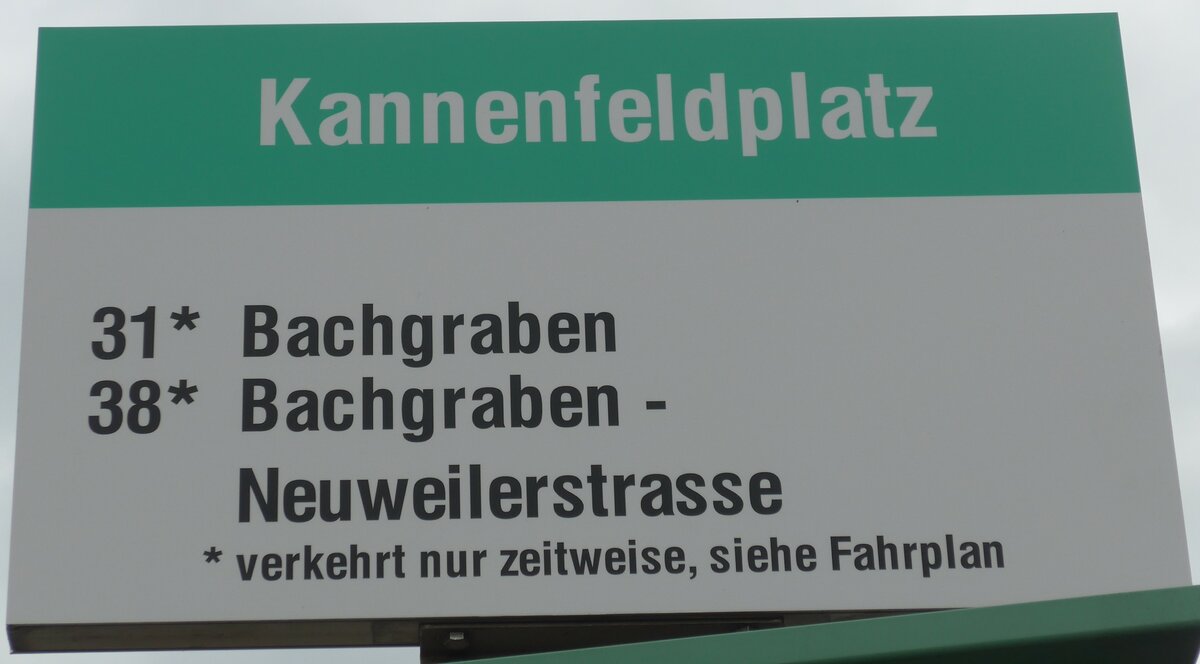 Kannenfeldplatz
31* Bachgraben
38* Bachgraben -
Neuweilerstrasse
* verkehrt nur zeitweise, siehe Fahrplan